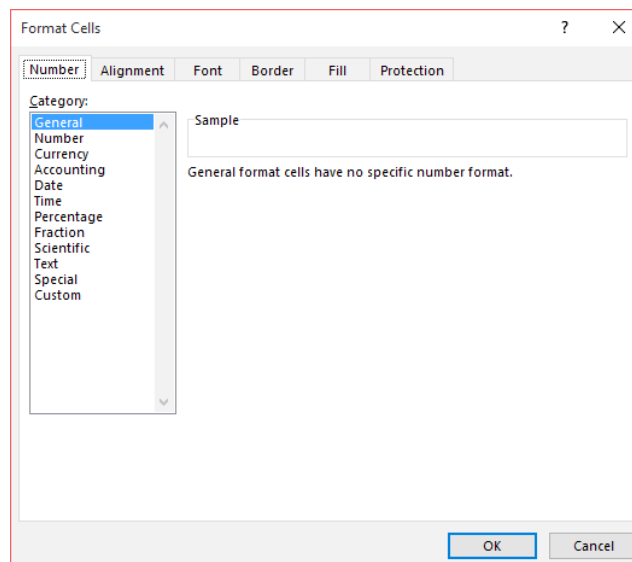 Format Cells
?
Number Alignment Font Border Fill Protection
Category:
General
Number
Currency
Accounting
Date
Time
Percentage
Fraction
Scientific
Text
Special
Custom
Sample
General format cells have no specific number format.
OK Cancel